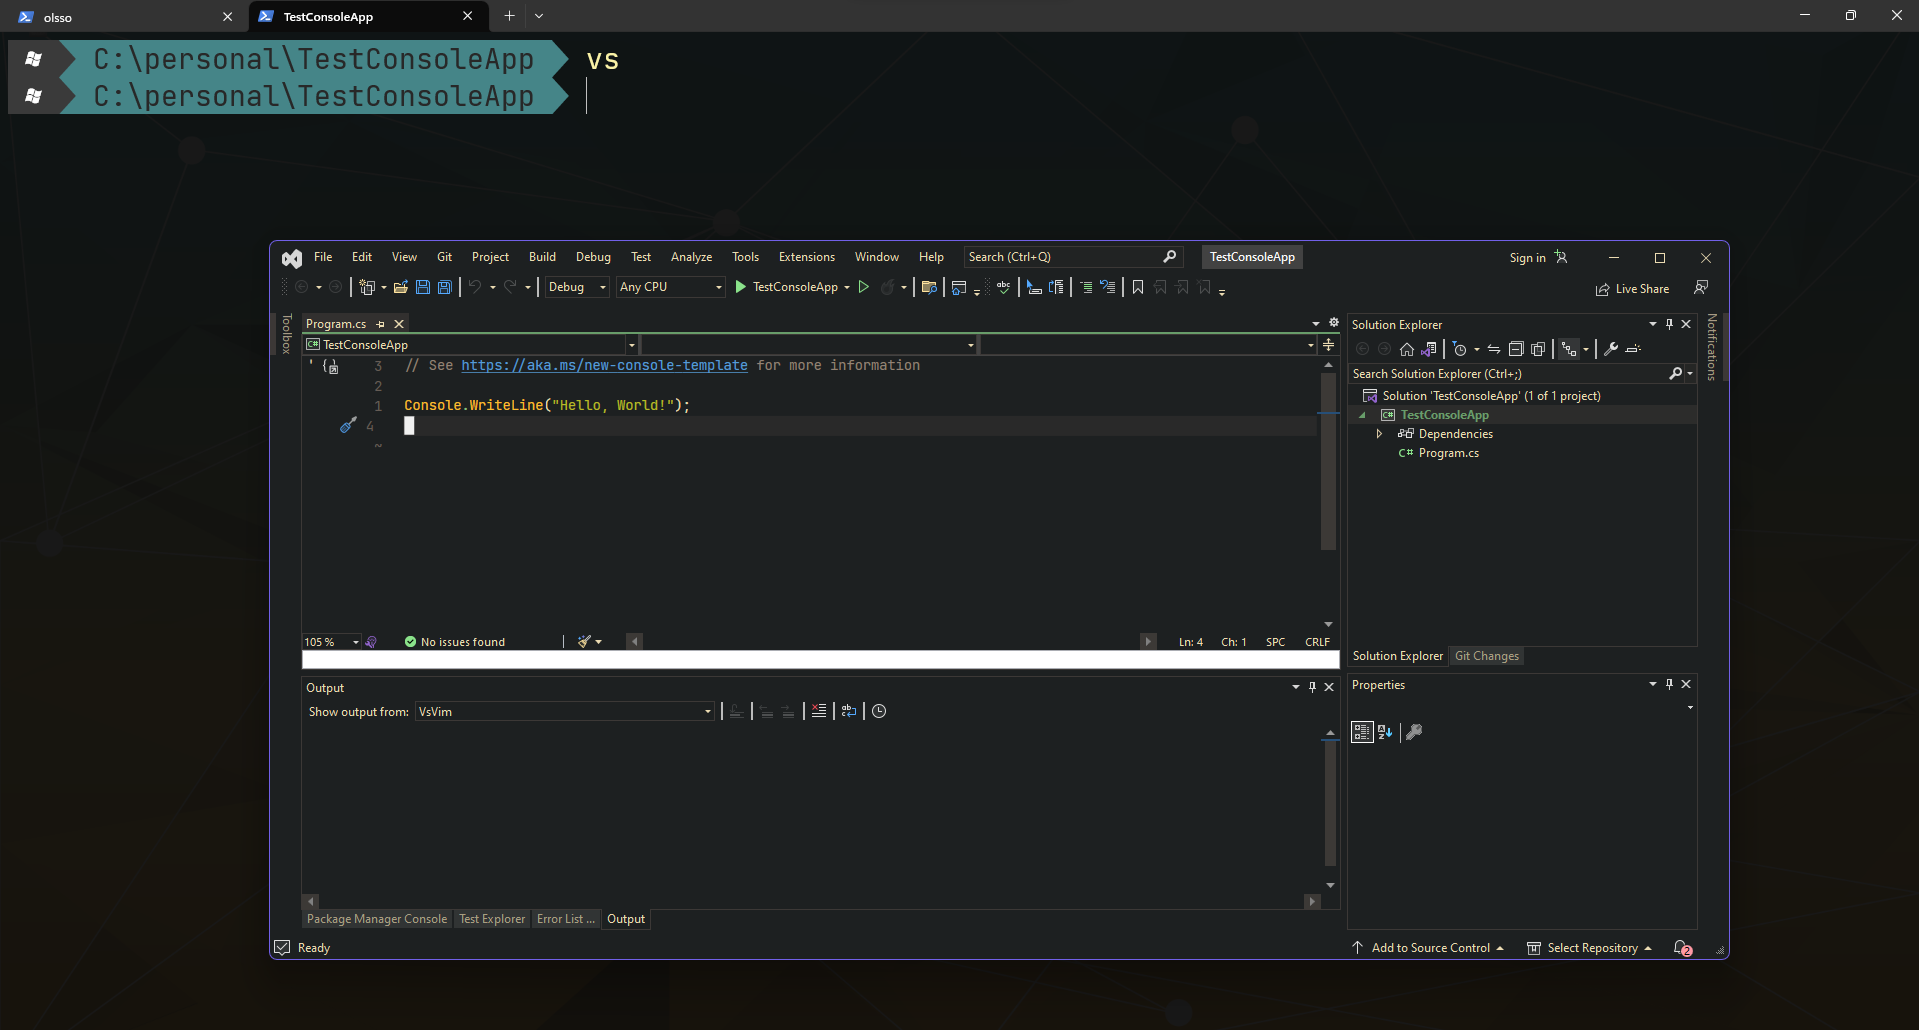 olsso
TestConsoleApp
C:\personal\TestConsoleApp vs
C:\personal\TestConsoleApp
File Edit View Git Project Build Debug Test Analyze Tools Extensions Window Help Search (Ctrl+Q) TestConsoleApp Sign in
Debug Any CPU TestConsoleApp Live Share
Toolbox
Program.cs
TestConsoleApp
3 // See https://aka.ms/new-console-template for more information
2
1 Console.WriteLine("Hello, World!");
4
~
105 % No issues found Ln: 4 Ch: 1 SPC CRLF
Output
Show output from: VsVim
Package Manager Console Test Explorer Error List ... Output
Solution Explorer
Search Solution Explorer (Ctrl+;)
Solution 'TestConsoleApp' (1 of 1 project)
C# TestConsoleApp
Dependencies
C# Program.cs
Solution Explorer Git Changes
Properties
Notifications
Ready Add to Source Control Select Repository 2